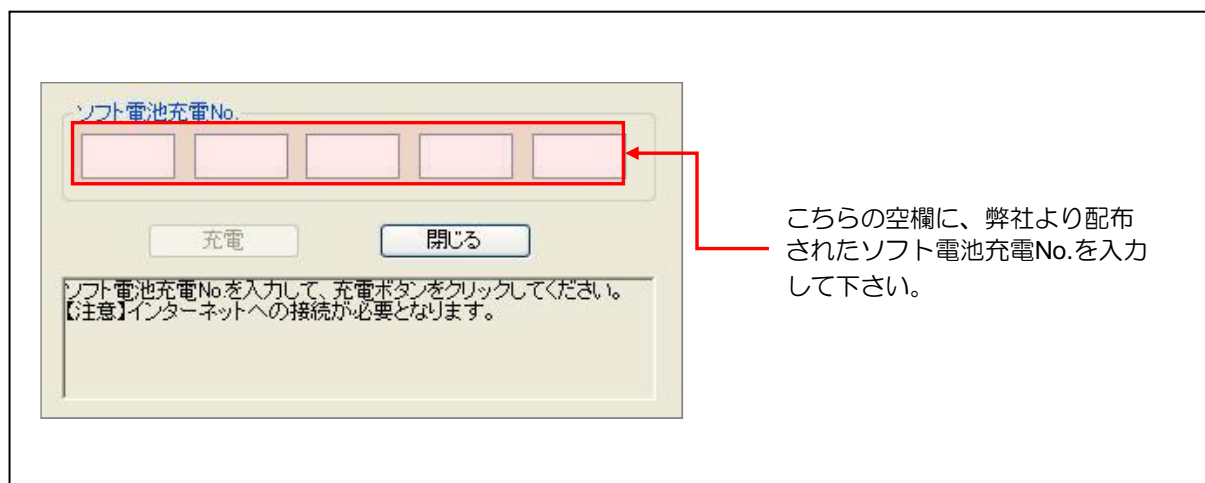 ソフト電池充電No.
充電
閉じる
ソフト電池充電No.を入力して、充電ボタンをクリックしてください。
【注意】インターネットへの接続が必要となります。
こちらの空欄に、弊社より配布
されたソフト電池充電No.を入力
して下さい。